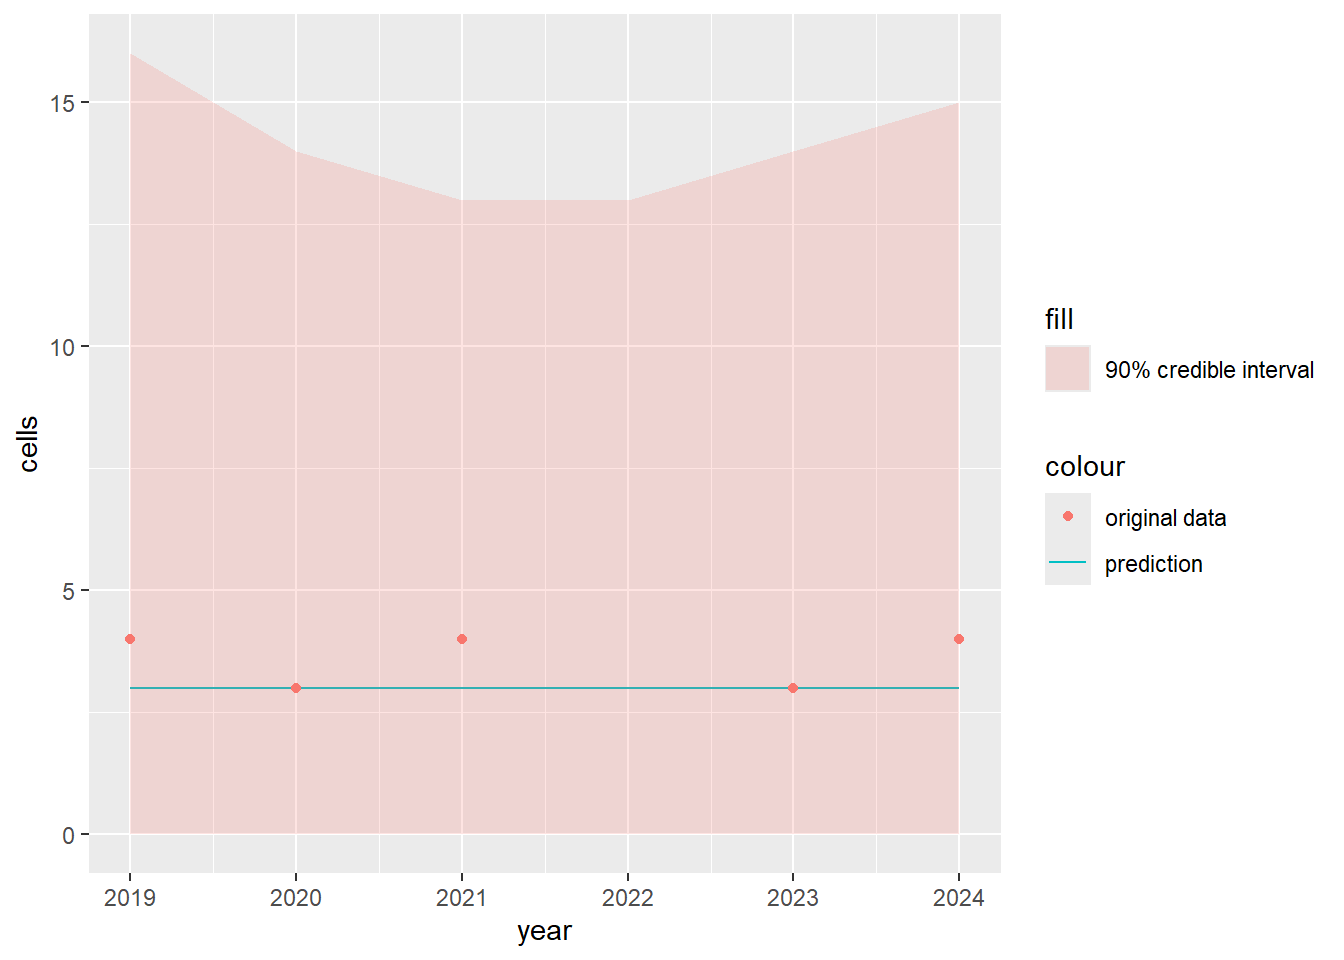 15
10
5
0
cells
2019 2020 2021 2022 2023 2024
year
fill
90% credible interval
colour
original data
prediction